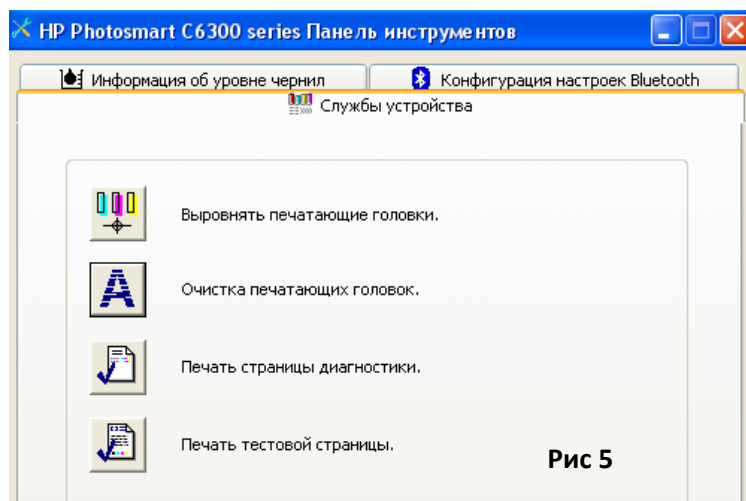 HP Photosmart C6300 series Панель инструментов
Информация об уровне чернил
Конфигурация настроек Bluetooth
Службы устройства
Выровнять печатающие головки.
Очистка печатающих головок.
Печать страницы диагностики.
Печать тестовой страницы.
Рис 5